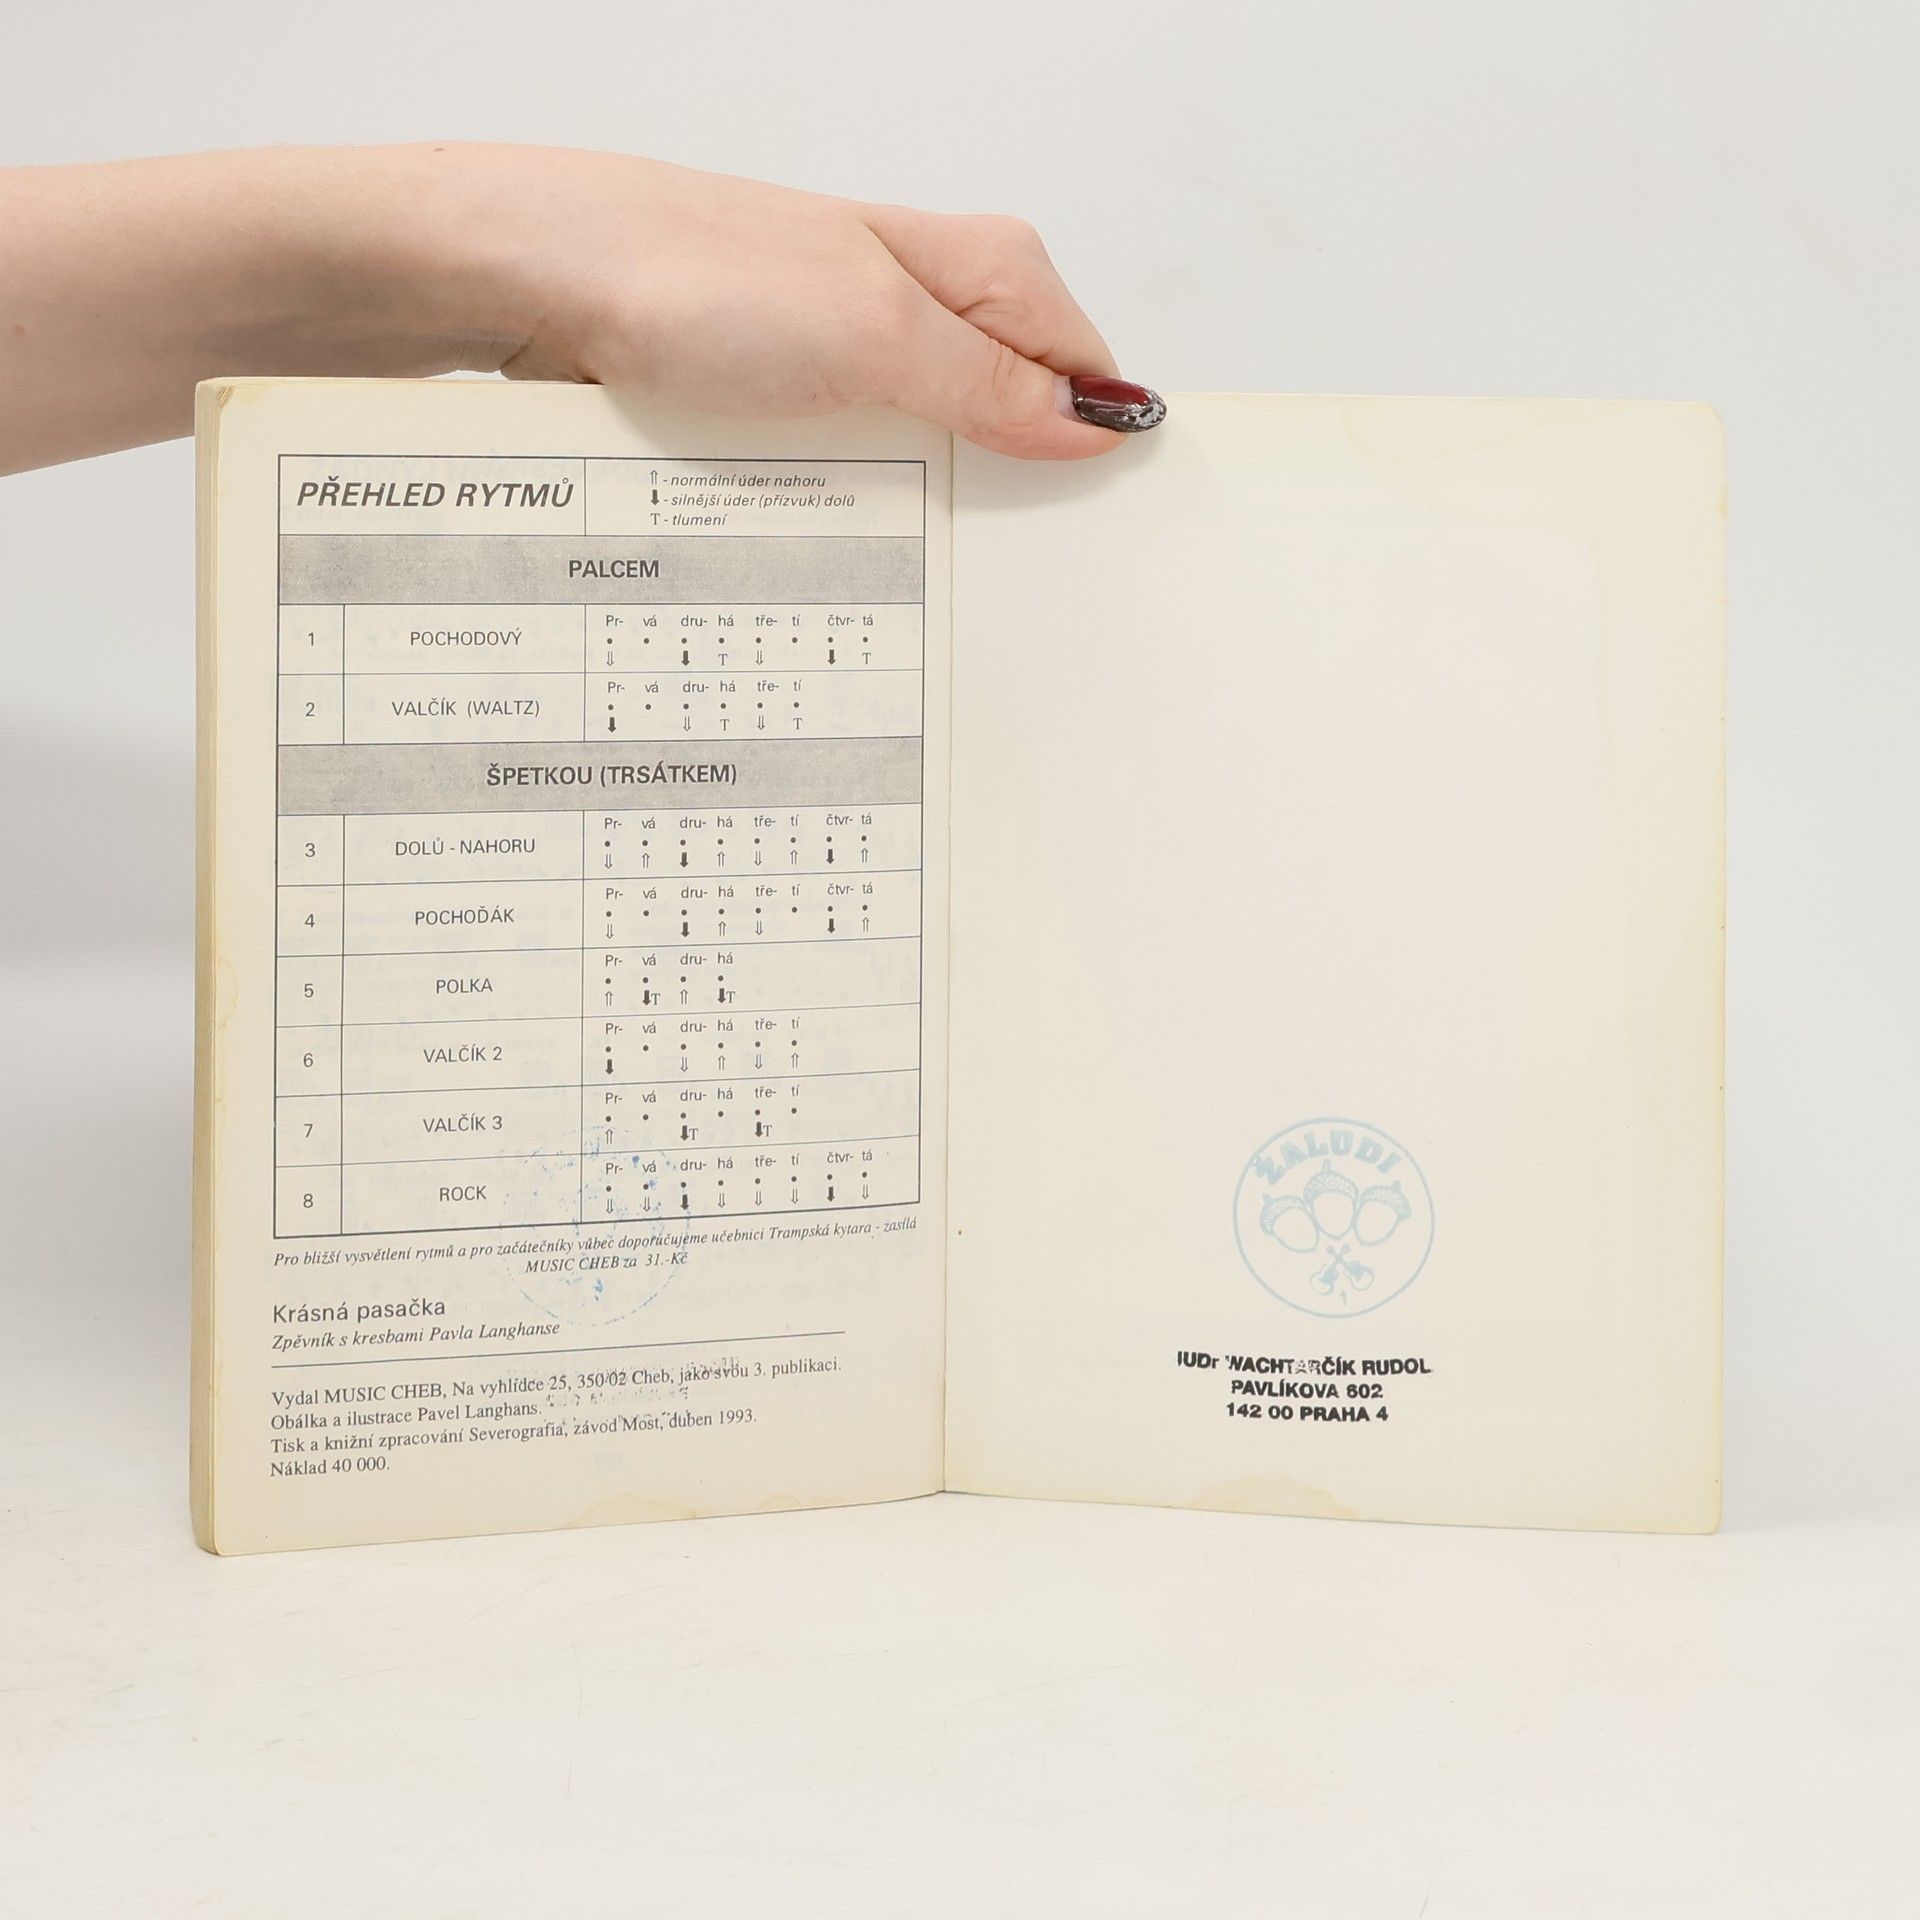 PŘEHLED RYTMŮ
⇑ - normální úder nahoru
⬇ - silnější úder (přízvuk) dolů
T - tlumení
PALCEM
1 POCHODOVÝ
Pr- vá dru- há tře- tí čtvr- tá
• • • • • • • •
⇓ ⬇ T ⇓ ⬇ T
2 VALČÍK (WALTZ)
Pr- vá dru- há tře- tí
• • • • • •
⬇ ⇓ T ⇓ T
ŠPETKOU (TRSÁTKEM)
3 DOLŮ - NAHORU
Pr- vá dru- há tře- tí čtvr- tá
• • • • • • • •
⇓ ⇑ ⬇ ⇑ ⇓ ⇑ ⬇ ⇑
4 POCHOĎÁK
Pr- vá dru- há tře- tí čtvr- tá
• • • • • • • •
⇓ ⬇ ⇑ ⇓ ⬇ ⇑
5 POLKA
Pr- vá dru- há
• • • •
⇑ ⬇T ⇑ ⬇T
6 VALČÍK 2
Pr- vá dru- há tře- tí
• • • • • •
⬇ ⇓ ⇑ ⇓ ⇑
7 VALČÍK 3
Pr- vá dru- há tře- tí
• • • • • •
⇑ ⬇T ⬇T
8 ROCK
Pr- vá dru- há tře- tí čtvr- tá
• • • • • • • •
⇓ ⇓ ⬇ ⇓ ⇓ ⇓ ⬇ ⇓
Pro bližší vysvětlení rytmů a pro začátečníky vůbec doporučujeme učebnici Trampská kytara - zasílá
MUSIC CHEB za 31.-Kč
Krásná pasačka
Zpěvník s kresbami Pavla Langhanse
Vydal MUSIC CHEB, Na vyhlídce 25, 350 02 Cheb, jako svou 3. publikaci.
Obálka a ilustrace Pavel Langhans.
Tisk a knižní zpracování Severografia, závod Most, duben 1993.
Náklad 40 000.
ŽALUDI
JUDr WACHTARČÍK RUDOL
PAVLÍKOVA 602
142 00 PRAHA 4